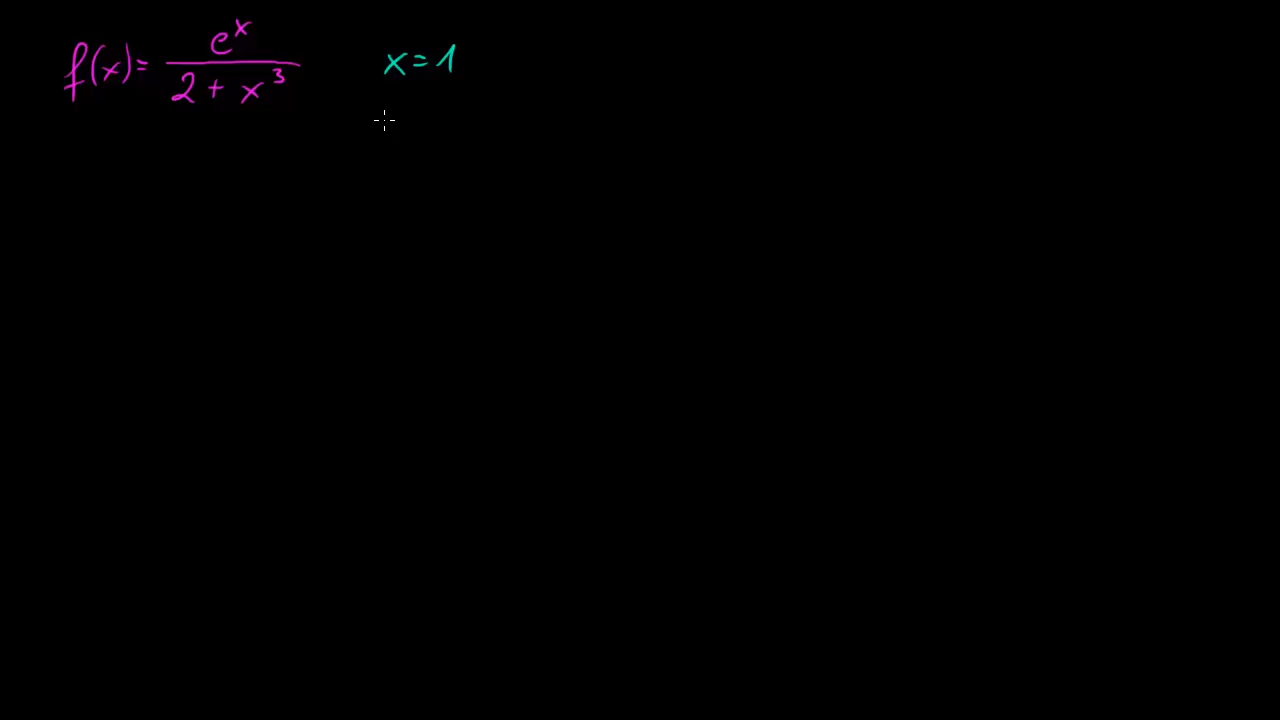 f(x) = e^x / (2 + x^3)    x = 1